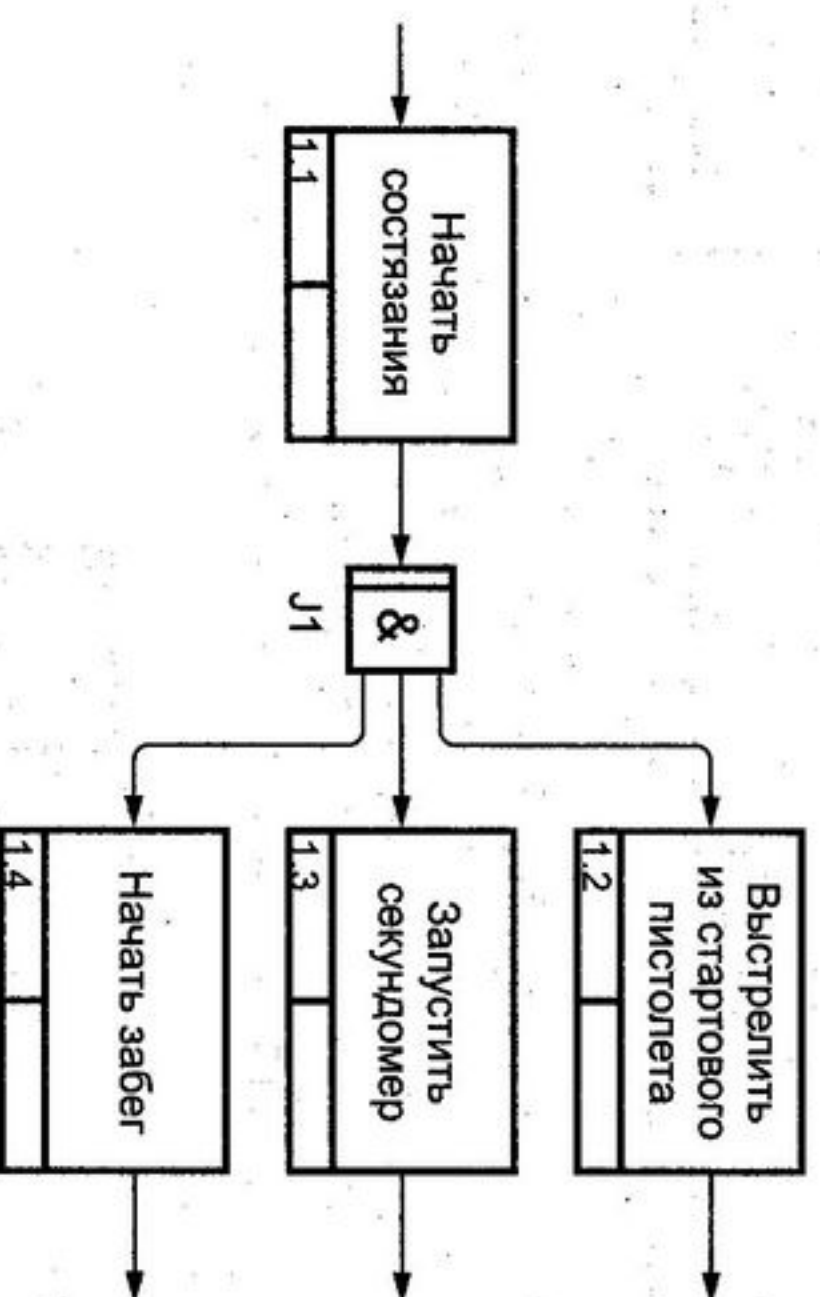 Начать
состязания
1.1
&
J1
Выстрелить
из стартового
пистолета
1.2
Запустить
секундомер
1.3
Начать забег
1.4